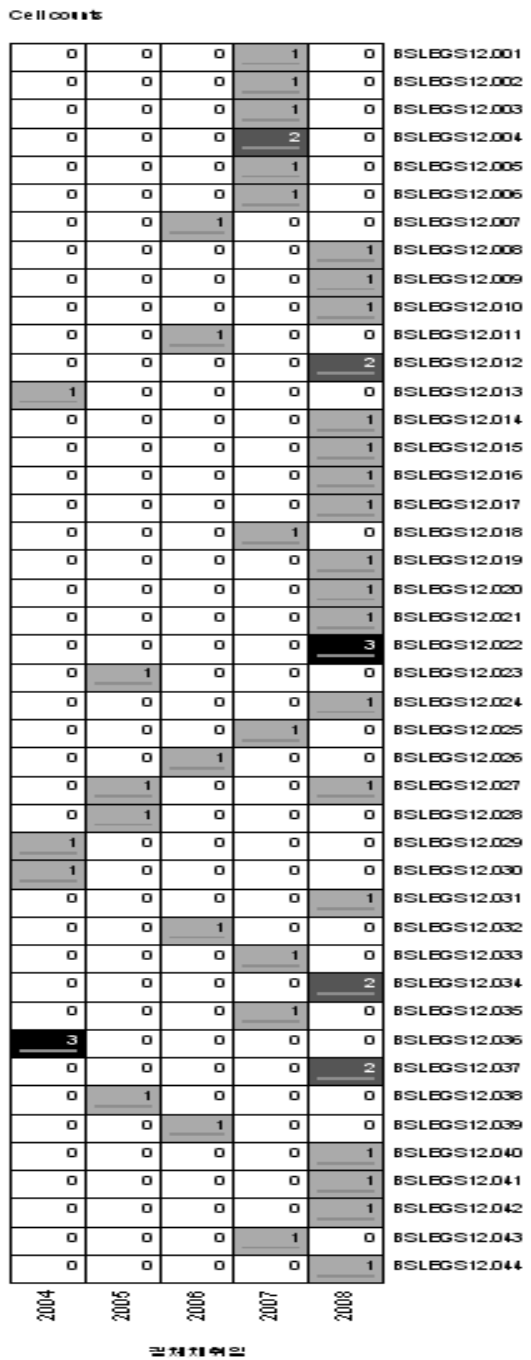 Cell counts
0 0 0 1 0 BSLEGS12.001
0 0 0 1 0 BSLEGS12.002
0 0 0 1 0 BSLEGS12.003
0 0 0 2 0 BSLEGS12.004
0 0 0 1 0 BSLEGS12.005
0 0 0 1 0 BSLEGS12.006
0 0 1 0 0 BSLEGS12.007
0 0 0 0 1 BSLEGS12.008
0 0 0 0 1 BSLEGS12.009
0 0 0 0 1 BSLEGS12.010
0 0 1 0 0 BSLEGS12.011
0 0 0 0 2 BSLEGS12.012
1 0 0 0 0 BSLEGS12.013
0 0 0 0 1 BSLEGS12.014
0 0 0 0 1 BSLEGS12.015
0 0 0 0 1 BSLEGS12.016
0 0 0 0 1 BSLEGS12.017
0 0 0 1 0 BSLEGS12.018
0 0 0 0 1 BSLEGS12.019
0 0 0 0 1 BSLEGS12.020
0 0 0 0 1 BSLEGS12.021
0 0 0 0 3 BSLEGS12.022
0 1 0 0 0 BSLEGS12.023
0 0 0 0 1 BSLEGS12.024
0 0 0 1 0 BSLEGS12.025
0 0 1 0 0 BSLEGS12.026
0 1 0 0 1 BSLEGS12.027
0 1 0 0 0 BSLEGS12.028
1 0 0 0 0 BSLEGS12.029
1 0 0 0 0 BSLEGS12.030
0 0 0 0 1 BSLEGS12.031
0 0 1 0 0 BSLEGS12.032
0 0 0 1 0 BSLEGS12.033
0 0 0 0 2 BSLEGS12.034
0 0 0 1 0 BSLEGS12.035
3 0 0 0 0 BSLEGS12.036
0 0 0 0 2 BSLEGS12.037
0 1 0 0 0 BSLEGS12.038
0 0 1 0 0 BSLEGS12.039
0 0 0 0 1 BSLEGS12.040
0 0 0 0 1 BSLEGS12.041
0 0 0 0 1 BSLEGS12.042
0 0 0 1 0 BSLEGS12.043
0 0 0 0 1 BSLEGS12.044
2004 2005 2006 2007 2008
검체채취일